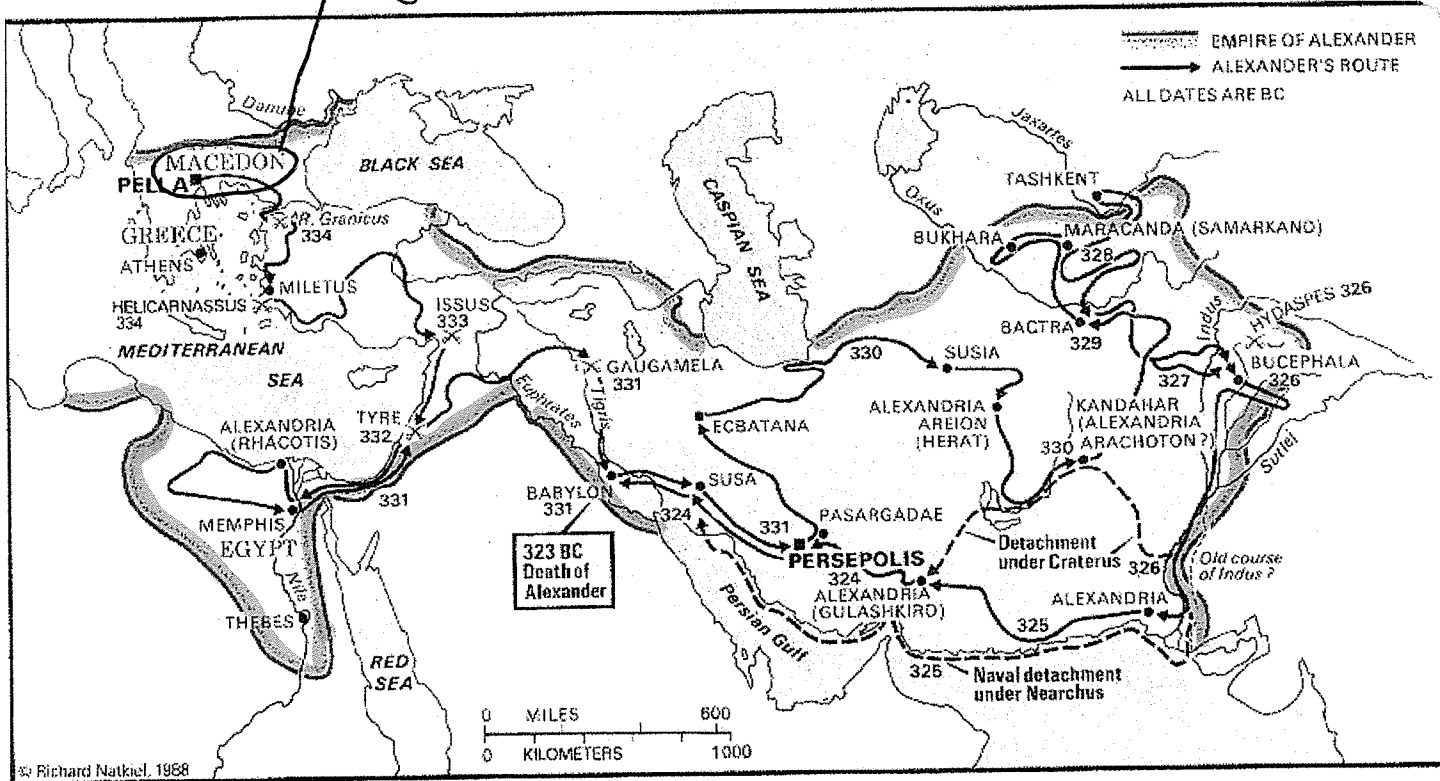 EMPIRE OF ALEXANDER
ALEXANDER'S ROUTE
ALL DATES ARE BC
Danube
MACEDON
PELLA
BLACK SEA
R. Granicus
334
GREECE
ATHENS
MILETUS
HELICARNASSUS
334
ISSUS
333
MEDITERRANEAN
SEA
CASPIAN SEA
Jaxartes
TASHKENT
Oxus
BUKHARA
MARACANDA (SAMARKAND)
328
BACTRA
329
Indus
HYDASPES 326
BUCEPHALA
326
327
330
SUSIA
GAUGAMELA
331
Euphrates
Tigris
TYRE
332
ALEXANDRIA
(RHACOTIS)
331
MEMPHIS
EGYPT
Nile
THEBES
RED
SEA
ECBATANA
ALEXANDRIA
AREION
(HERAT)
KANDAHAR
(ALEXANDRIA
ARACHOTON?)
330
Sutlej
BABYLON
331
SUSA
324
331
PASARGADAE
PERSEPOLIS
324
323 BC
Death of
Alexander
Detachment
under Craterus
326
Old course
of Indus?
ALEXANDRIA
(GULASHKIRD)
ALEXANDRIA
325
Persian Gulf
325
Naval detachment
under Nearchus
0 MILES 600
0 KILOMETERS 1000
© Richard Natkiel, 1988